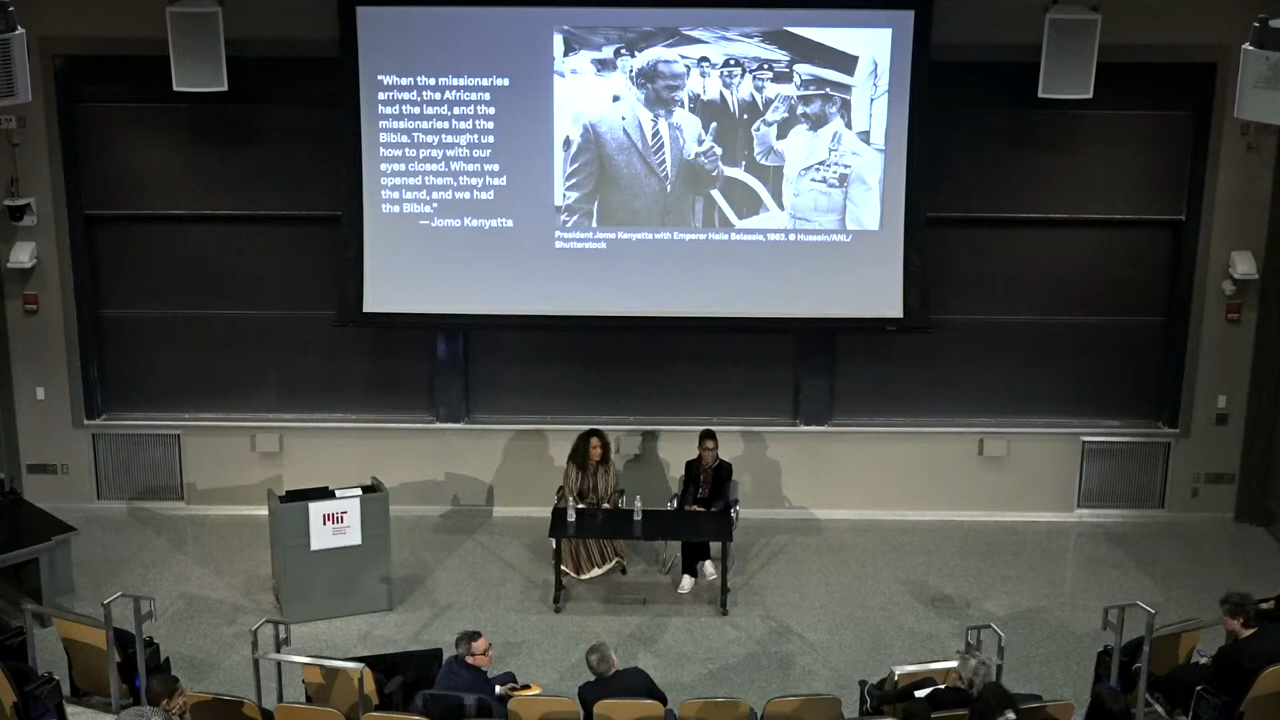 "When the missionaries
arrived, the Africans
had the land, and the
missionaries had the
Bible. They taught us
how to pray with our
eyes closed. When we
opened them, they had
the land, and we had
the Bible."
— Jomo Kenyatta
President Jomo Kenyatta with Emperor Haile Selassie, 1963. © Hussein/ANL/
Shutterstock
MIT